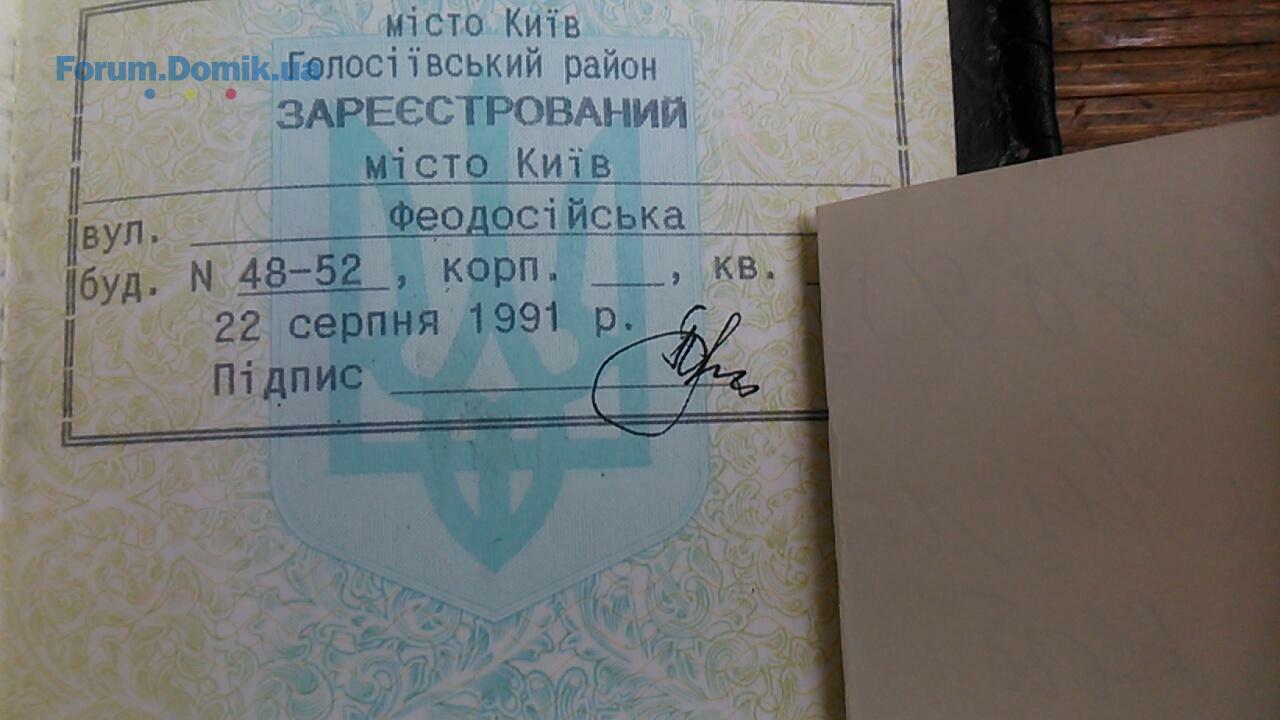 місто Київ
Forum.Domik.ua
Голосіївський район
ЗАРЕЄСТРОВАНИЙ
місто Київ
вул. Феодосійська
буд. N 48-52 , корп. ___, кв.
22 серпня 1991 р.
Підпис